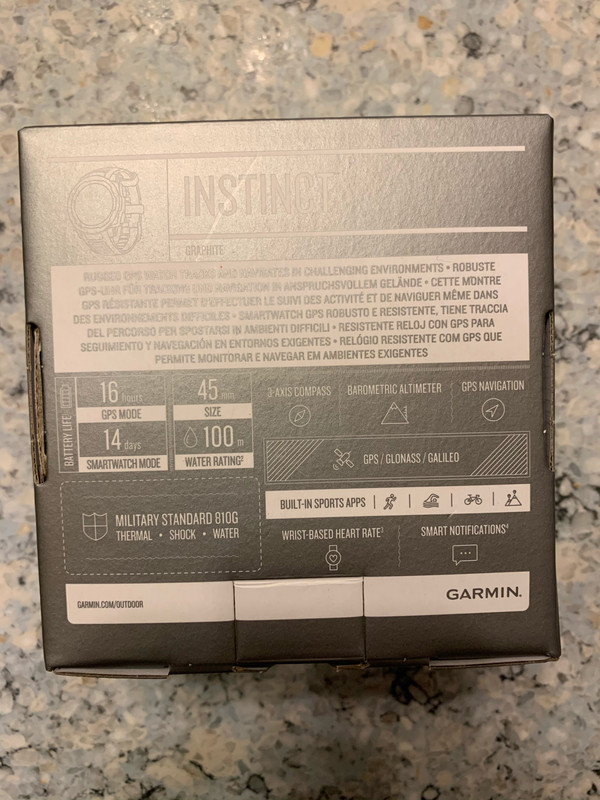 INSTINCT
GRAPHITE
RUGGED GPS WATCH TRACKS AND NAVIGATES IN CHALLENGING ENVIRONMENTS • ROBUSTE
GPS-UHR FÜR TRACKING UND NAVIGATION IN ANSPRUCHSVOLLEM GELÄNDE • CETTE MONTRE
GPS RÉSISTANTE PERMET D'EFFECTUER LE SUIVI DES ACTIVITÉ ET DE NAVIGUER MÊME DANS
DES ENVIRONNEMENTS DIFFICILES • SMARTWATCH GPS ROBUSTO E RESISTENTE, TIENE TRACCIA
DEL PERCORSO PER SPOSTARSI IN AMBIENTI DIFFICILI • RESISTENTE RELOJ CON GPS PARA
SEGUIMIENTO Y NAVEGACIÓN EN ENTORNOS EXIGENTES • RELÓGIO RESISTENTE COM GPS QUE
PERMITE MONITORAR E NAVEGAR EM AMBIENTES EXIGENTES
BATTERY LIFE
16 hours
GPS MODE
14 days
SMARTWATCH MODE
45 mm
SIZE
100 m
WATER RATING²
3-AXIS COMPASS
BAROMETRIC ALTIMETER
GPS NAVIGATION
GPS / GLONASS / GALILEO
BUILT-IN SPORTS APPS
MILITARY STANDARD 810G
THERMAL • SHOCK • WATER
WRIST-BASED HEART RATE³
SMART NOTIFICATIONS⁴
GARMIN.COM/OUTDOOR
GARMIN.